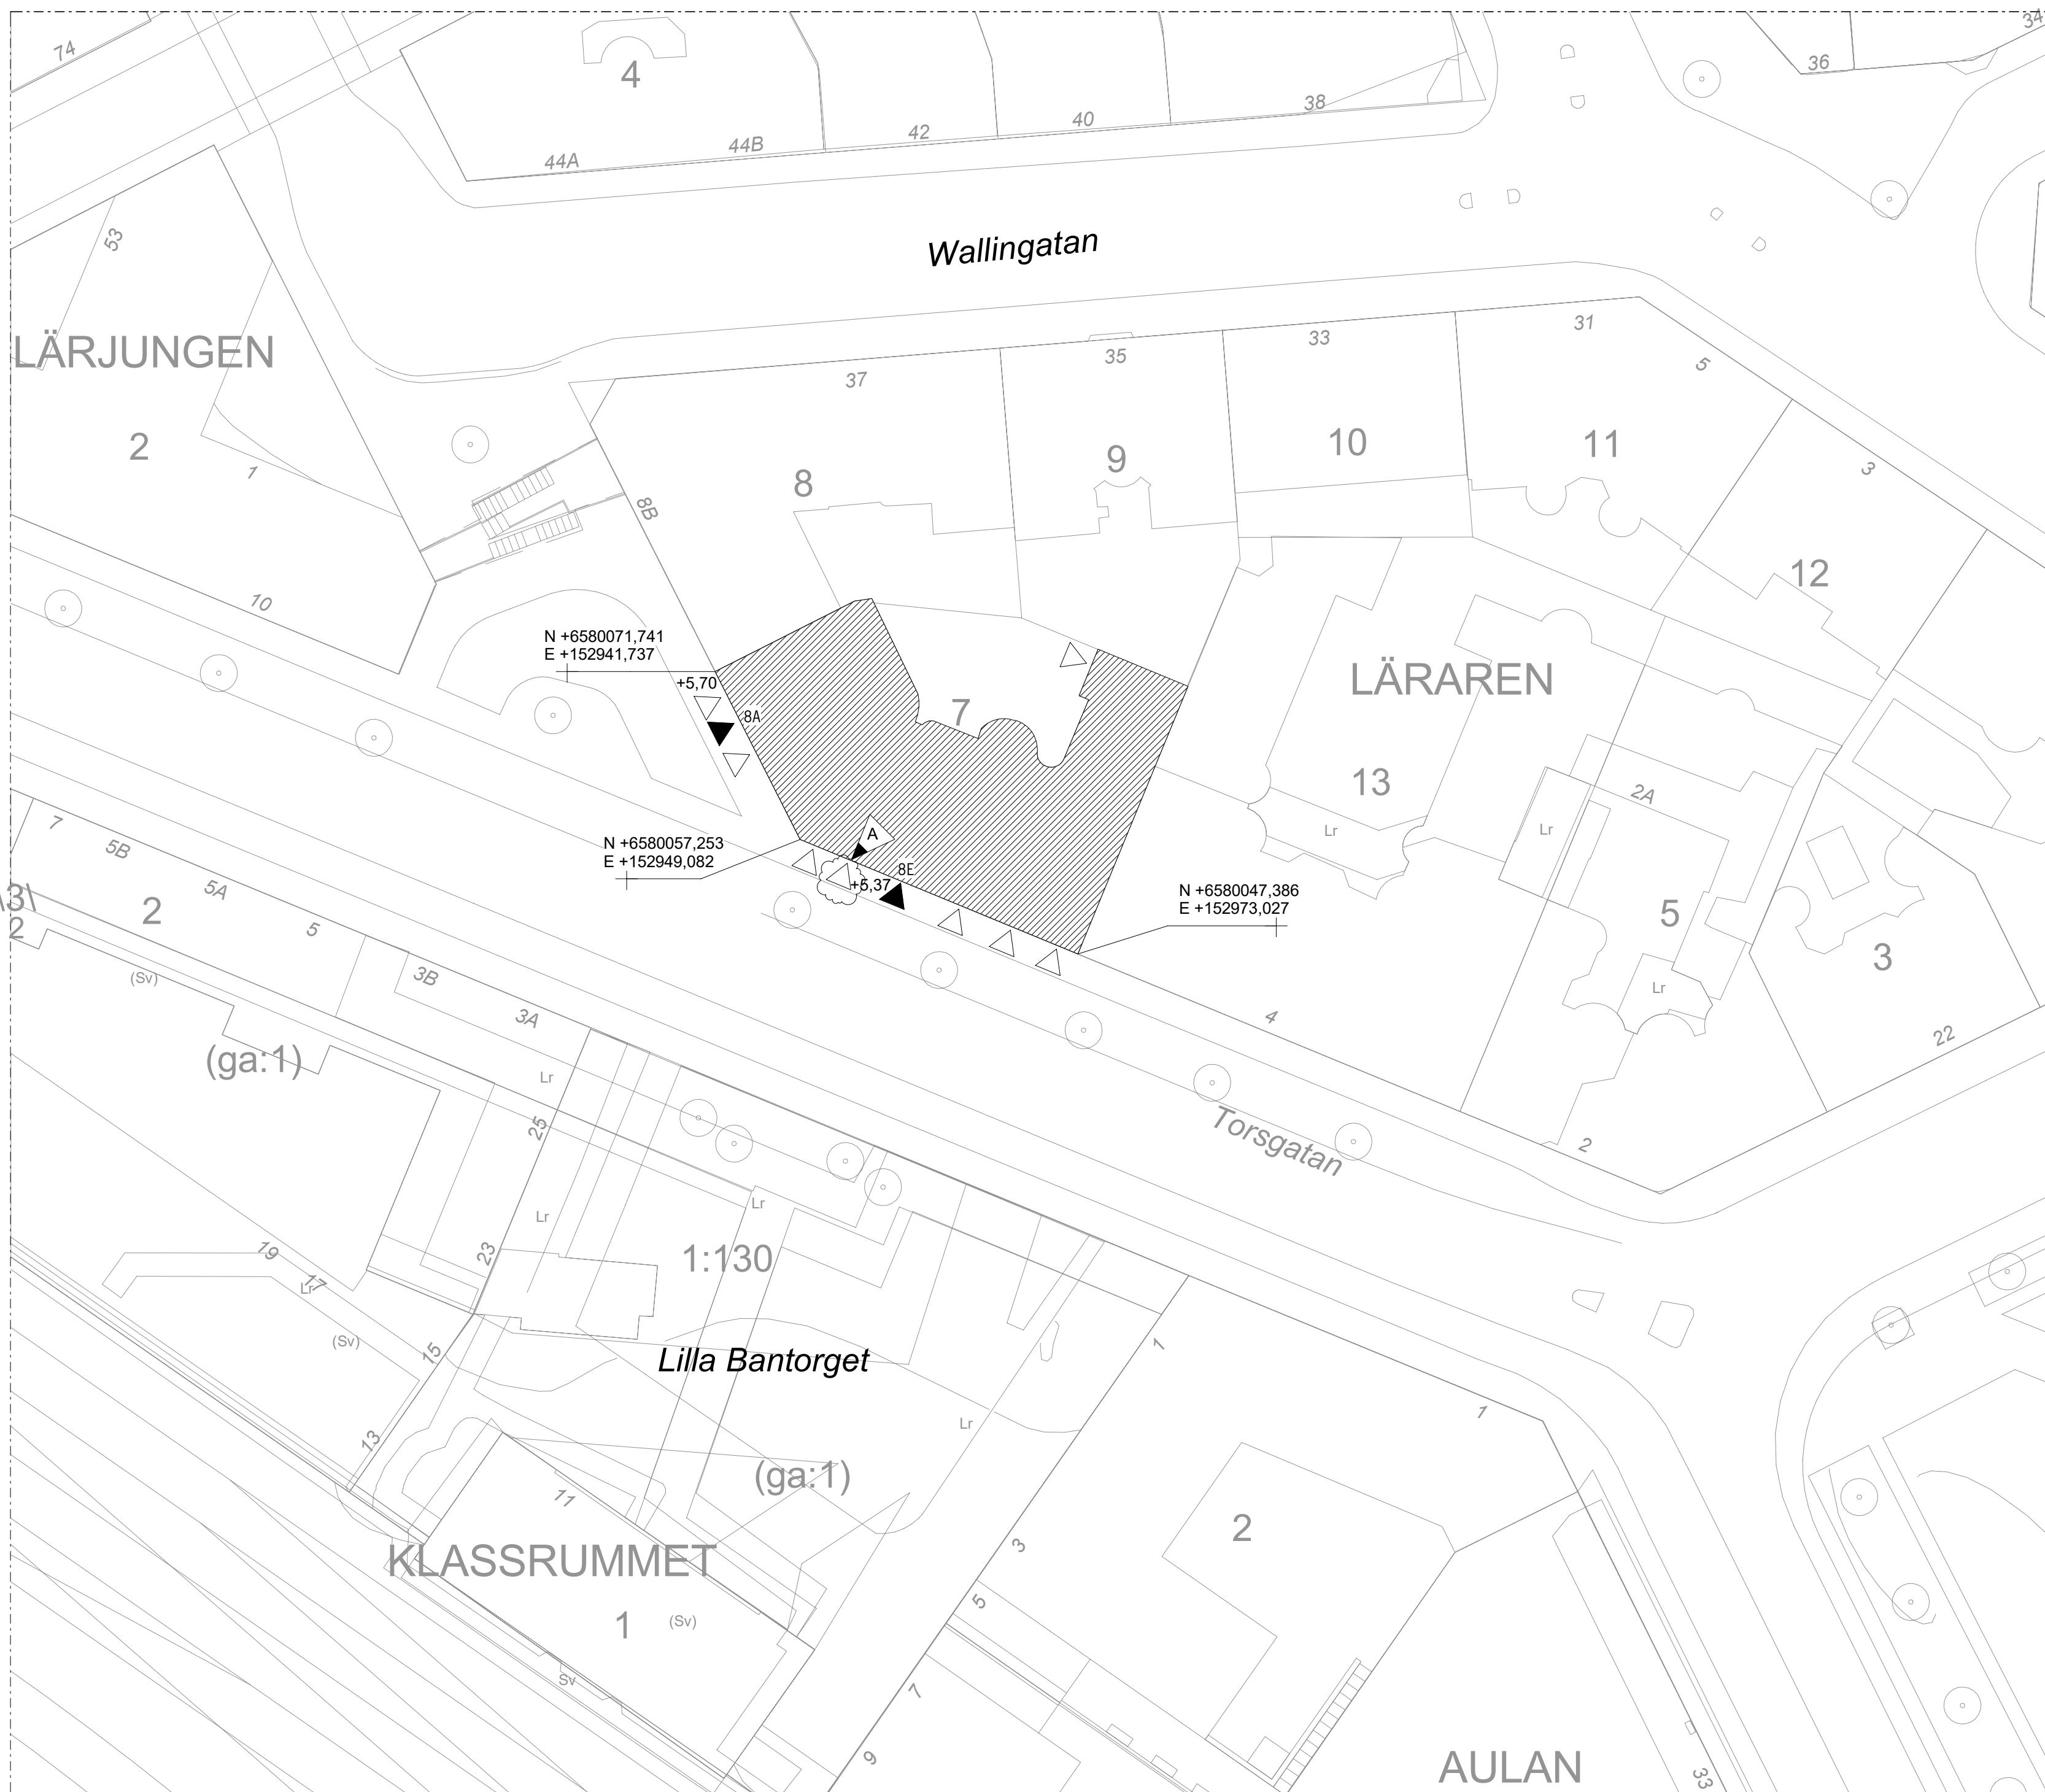 74
4
34
36
38
40
42
44B
44A
Wallingatan
53
LÄRJUNGEN
2
1
10
37
35
33
31
5
3
8
9
10
11
12
8B
N +6580071,741
E +152941,737
+5,70
8A
7
LÄRAREN
13
Lr
Lr
2A
5
Lr
3
22
N +6580057,253
E +152949,082
A
8E
+5,37
N +6580047,386
E +152973,027
4
2
Torsgatan
7
5B
5A
5
3B
3A
3\
2
2
(Sv)
(ga:1)
Lr
25
Lr
23
Lr
1:130
19
17
Lr
(Sv)
15
13
Lilla Bantorget
1
1
Lr
(ga:1)
11
KLASSRUMMET
1
(Sv)
Sv
2
3
5
7
9
AULAN
33